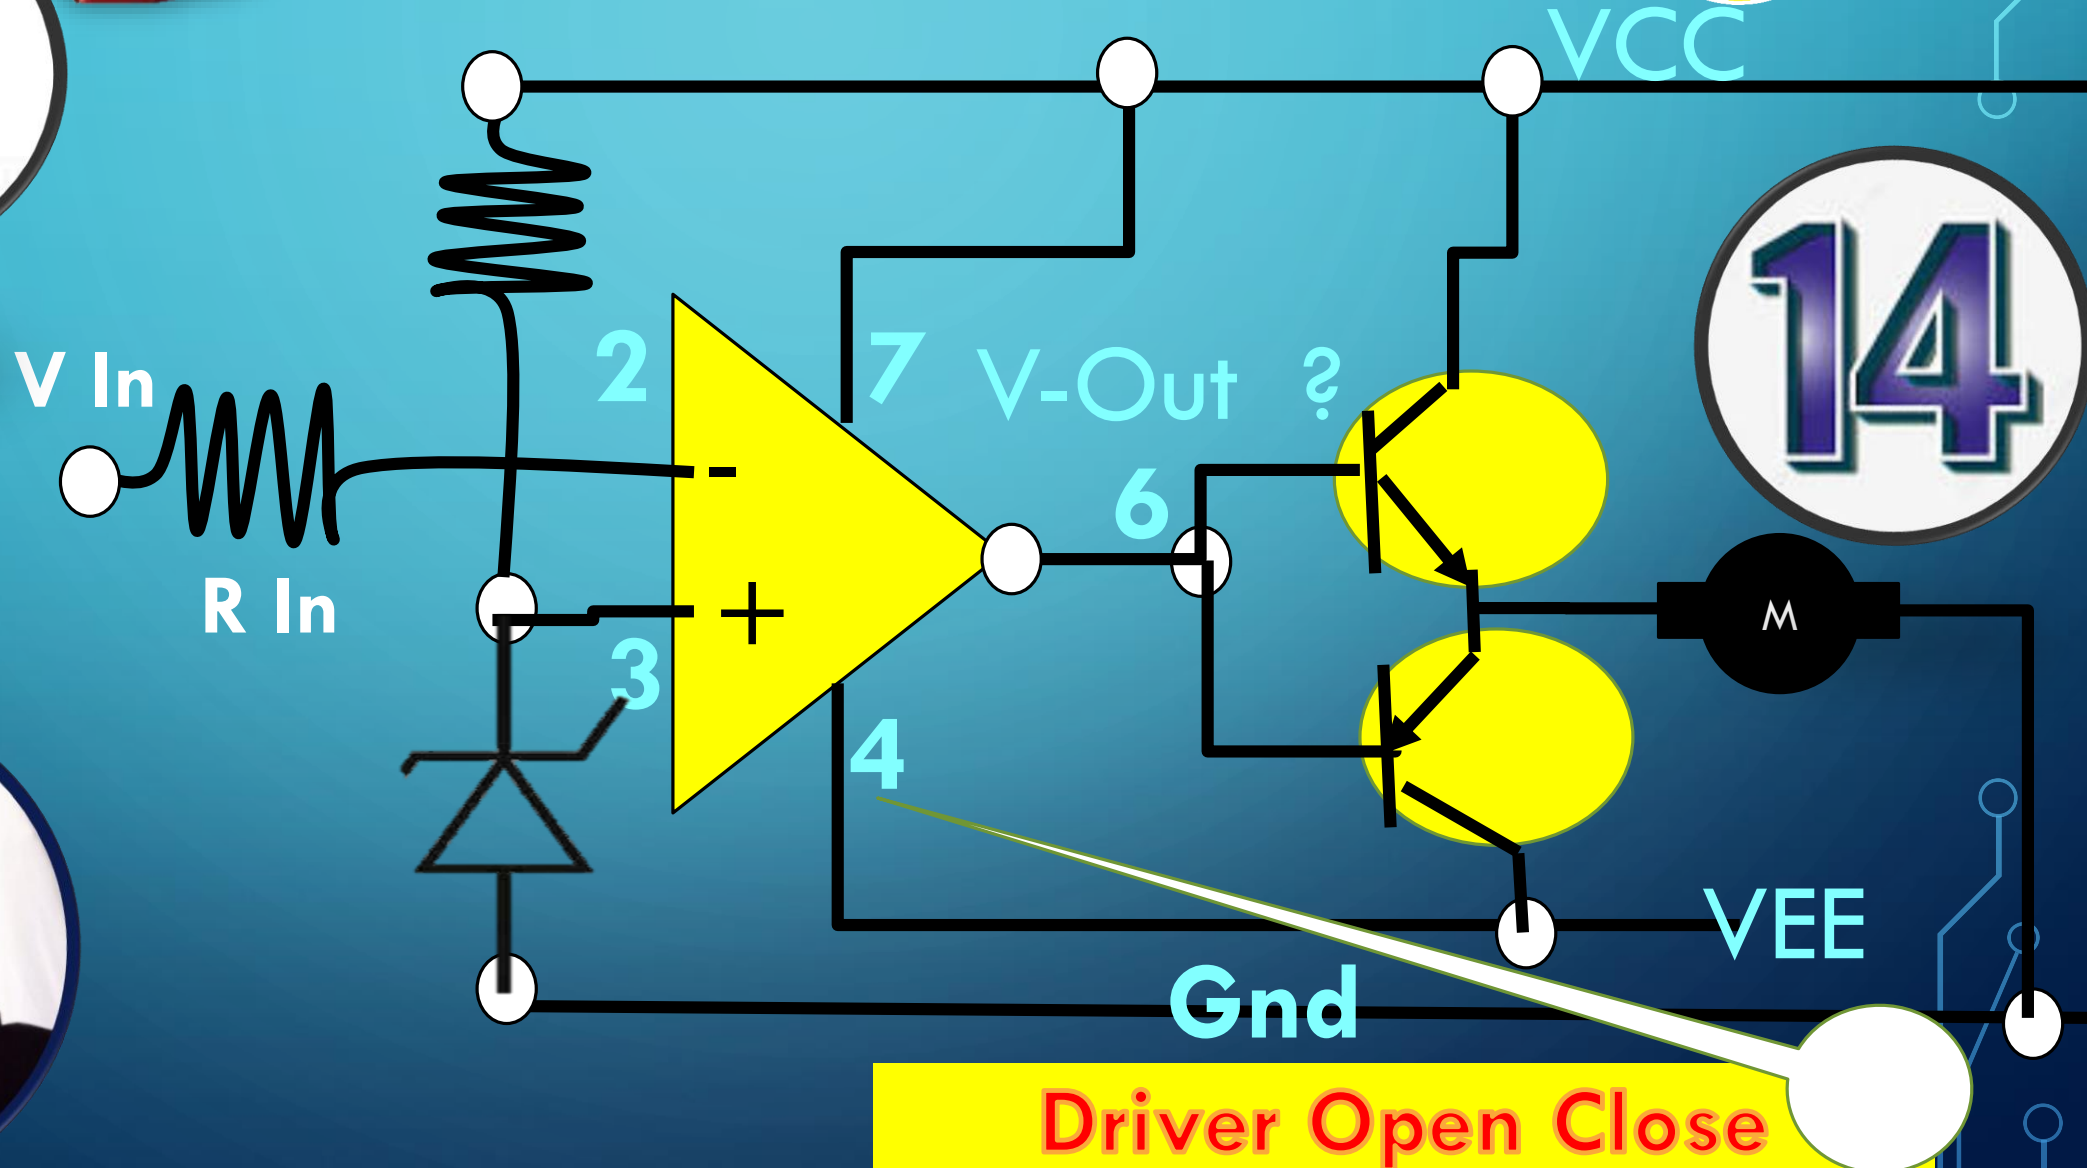 VCC
14
2
7
V-Out ?
V In
-
6
R In
+
M
3
4
VEE
Gnd
Driver Open Close